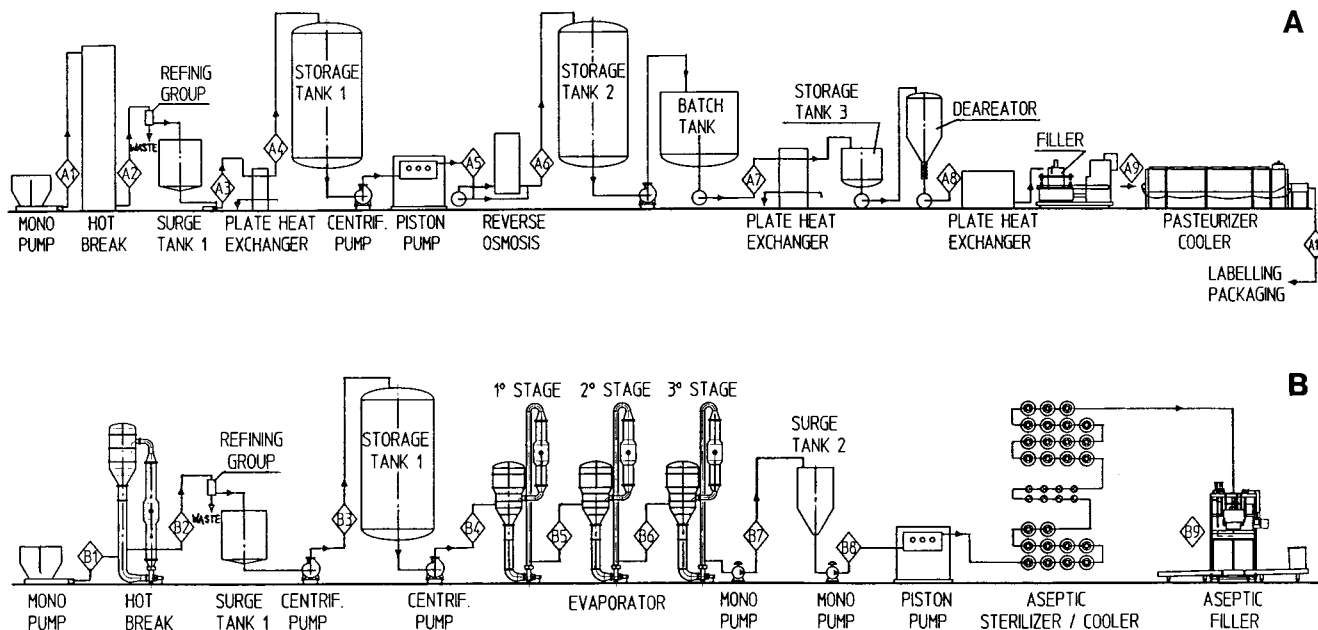 A
REFINIG
GROUP
WASTE
STORAGE
TANK 1
STORAGE
TANK 2
BATCH
TANK
STORAGE
TANK 3
DEAREATOR
FILLER
A1
A2
A3
A4
A5
A6
A7
A8
A9
MONO
PUMP
HOT
BREAK
SURGE
TANK 1
PLATE HEAT
EXCHANGER
CENTRIF.
PUMP
PISTON
PUMP
REVERSE
OSMOSIS
PLATE HEAT
EXCHANGER
PLATE HEAT
EXCHANGER
PASTEURIZER
COOLER
LABELLING
PACKAGING
B
REFINING
GROUP
WASTE
STORAGE
TANK 1
1° STAGE
2° STAGE
3° STAGE
SURGE
TANK 2
B1
B2
B3
B4
B5
B6
B7
B8
B9
MONO
PUMP
HOT
BREAK
SURGE
TANK 1
CENTRIF.
PUMP
CENTRIF.
PUMP
EVAPORATOR
MONO
PUMP
MONO
PUMP
PISTON
PUMP
ASEPTIC
STERILIZER / COOLER
ASEPTIC
FILLER